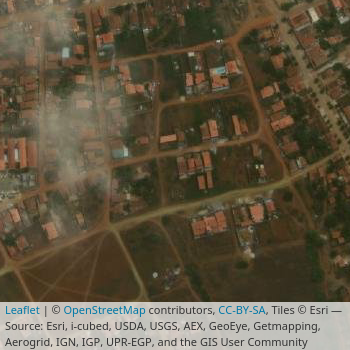 Leaflet | © OpenStreetMap contributors, CC-BY-SA, Tiles © Esri —
Source: Esri, i-cubed, USDA, USGS, AEX, GeoEye, Getmapping,
Aerogrid, IGN, IGP, UPR-EGP, and the GIS User Community